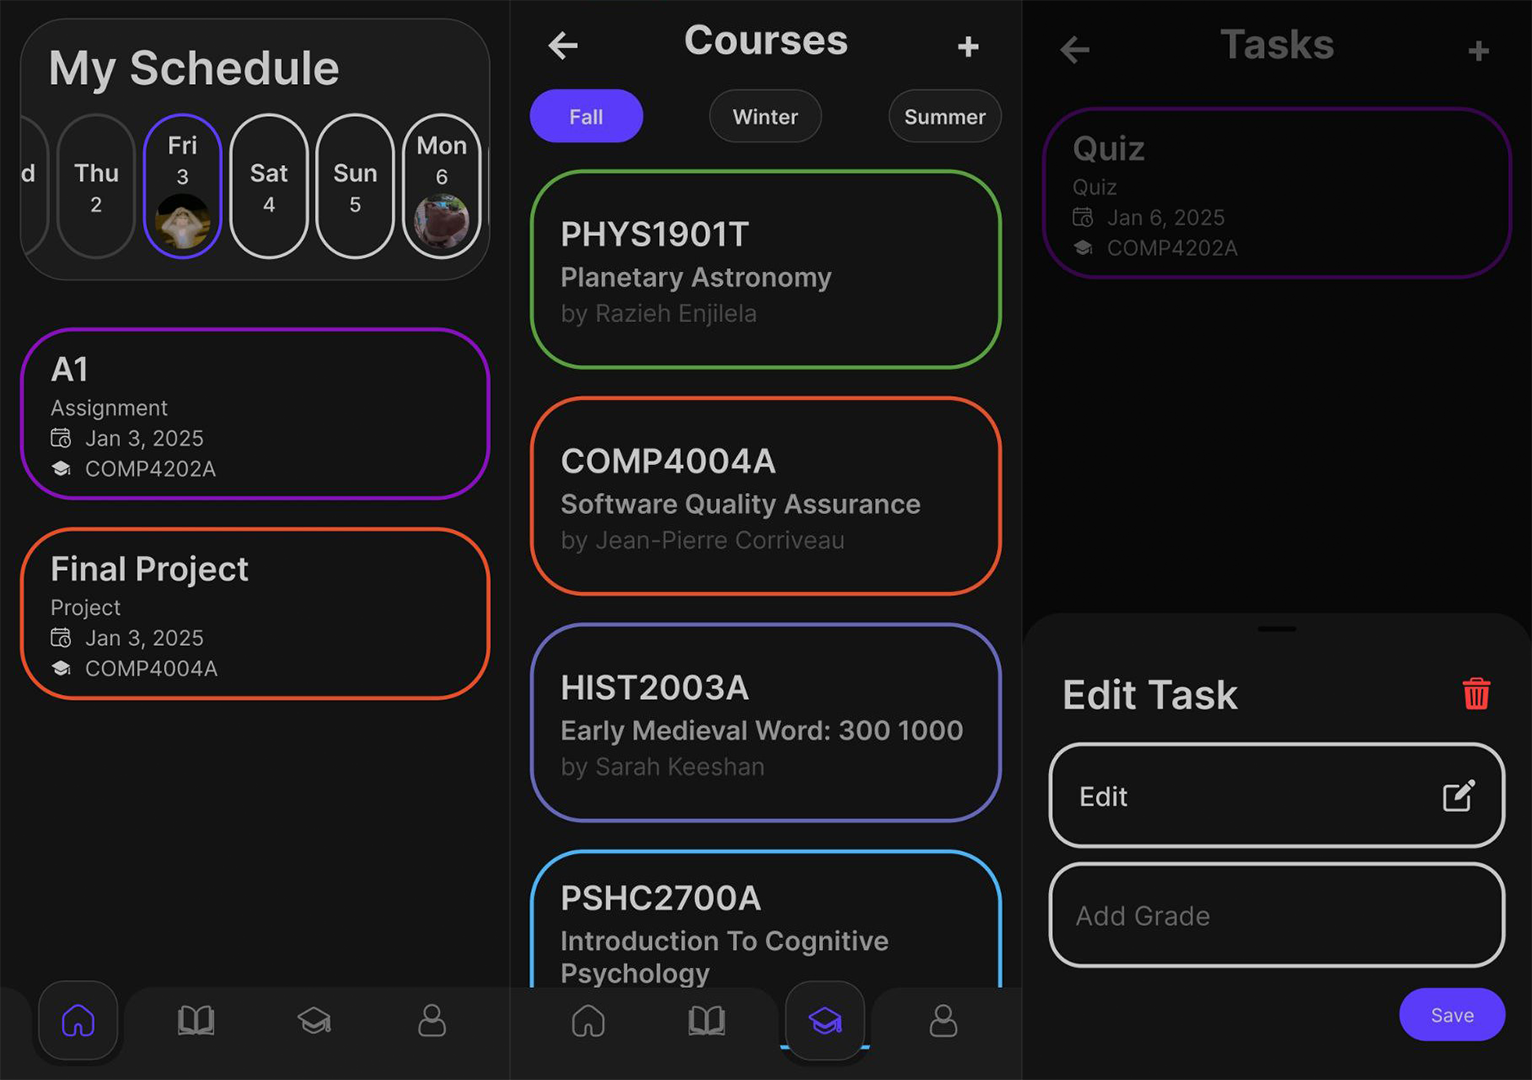 My Schedule
d
Thu
2
Fri
3
Sat
4
Sun
5
Mon
6
A1
Assignment
Jan 3, 2025
COMP4202A
Final Project
Project
Jan 3, 2025
COMP4004A
Courses
+
Fall
Winter
Summer
PHYS1901T
Planetary Astronomy
by Razieh Enjilela
COMP4004A
Software Quality Assurance
by Jean-Pierre Corriveau
HIST2003A
Early Medieval Word: 300 1000
by Sarah Keeshan
PSHC2700A
Introduction To Cognitive
Psychology
Tasks
+
Quiz
Quiz
Jan 6, 2025
COMP4202A
Edit Task
Edit
Add Grade
Save